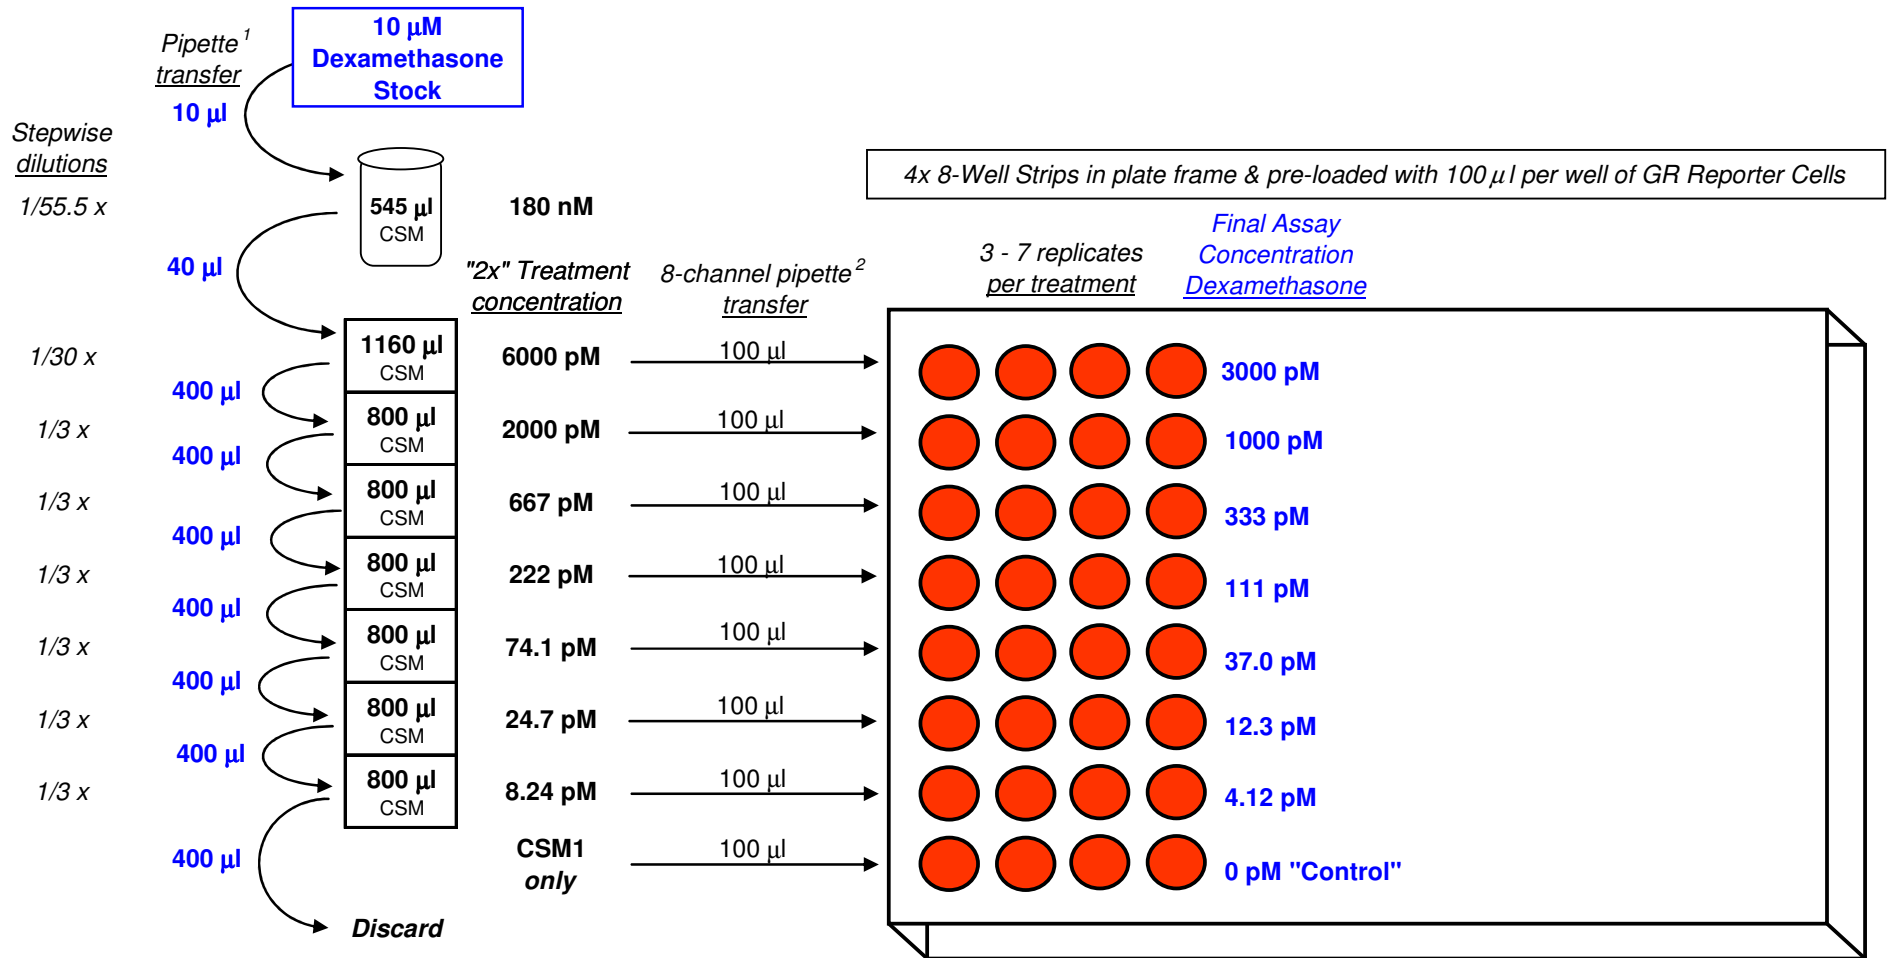 10 µM
Dexamethasone
Stock
Pipette 1
transfer
10 µl
Stepwise
dilutions
1/55.5 x
545 µl
CSM
180 nM
4x 8-Well Strips in plate frame & pre-loaded with 100 µl per well of GR Reporter Cells
40 µl
"2x" Treatment
concentration
8-channel pipette 2
transfer
3 - 7 replicates
per treatment
Final Assay
Concentration
Dexamethasone
1/30 x
1160 µl
CSM
6000 pM
100 µl
3000 pM
400 µl
1/3 x
800 µl
CSM
2000 pM
100 µl
1000 pM
400 µl
1/3 x
800 µl
CSM
667 pM
100 µl
333 pM
400 µl
1/3 x
800 µl
CSM
222 pM
100 µl
111 pM
400 µl
1/3 x
800 µl
CSM
74.1 pM
100 µl
37.0 pM
400 µl
1/3 x
800 µl
CSM
24.7 pM
100 µl
12.3 pM
400 µl
1/3 x
800 µl
CSM
8.24 pM
100 µl
4.12 pM
400 µl
CSM1
only
100 µl
0 pM "Control"
Discard